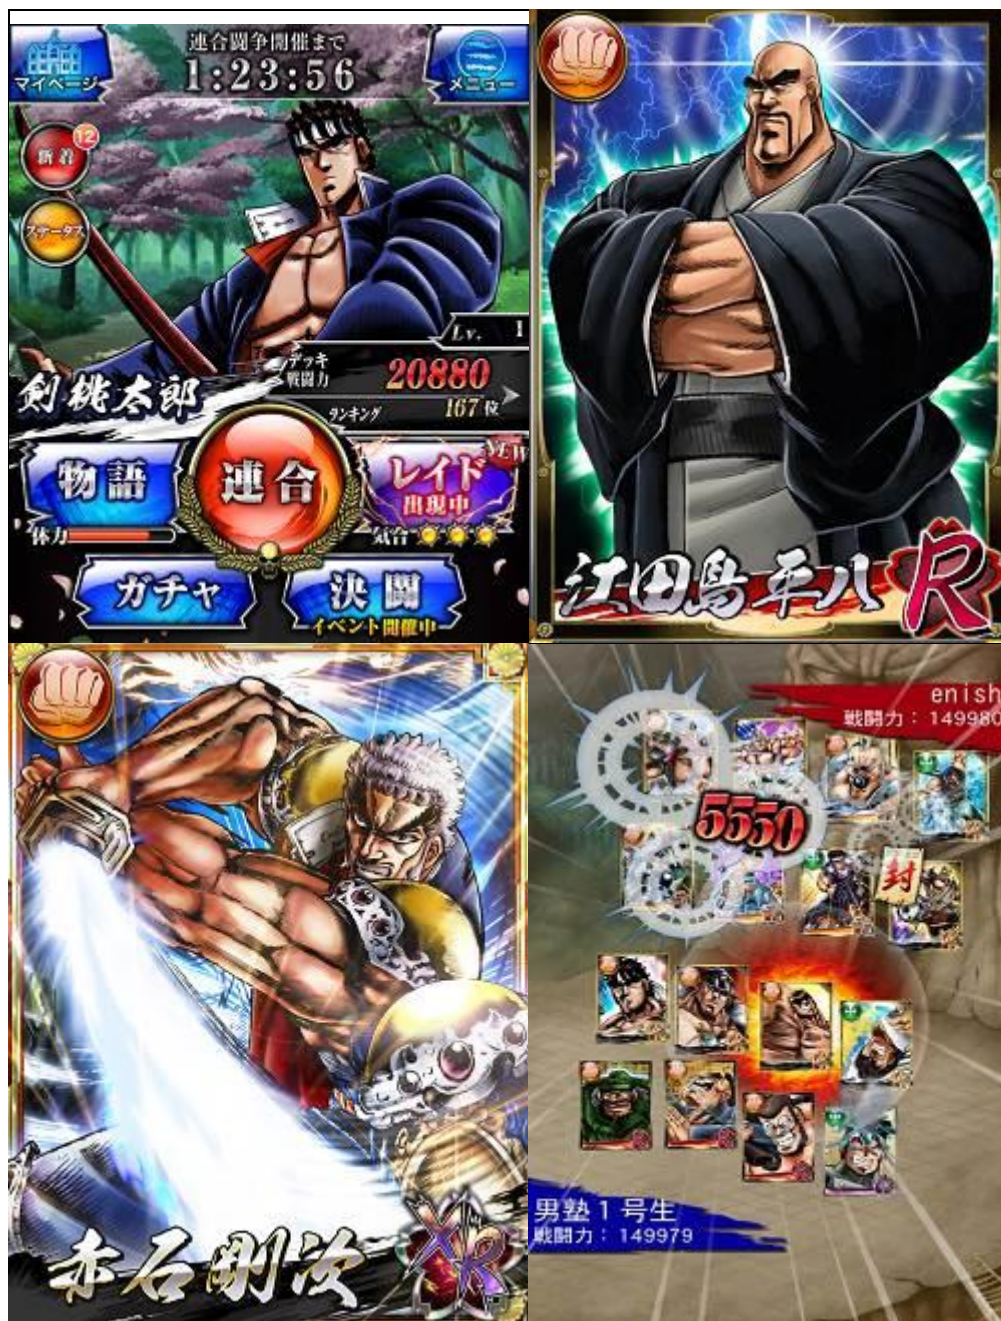 マイページ
連合闘争開催まで
1:23:56
メニュー
新着
12
ステータス
Lv. 1
デッキ
戦闘力
20880
ランキング
167位
剣桃太郎
物語
連合
レイド
出現中
NEW
体力
気合
ガチャ
決闘
イベント開催中
江田島平八
R
赤石剛次
XR
enish
戦闘力：149980
5550
封
男塾1号生
戦闘力：149979